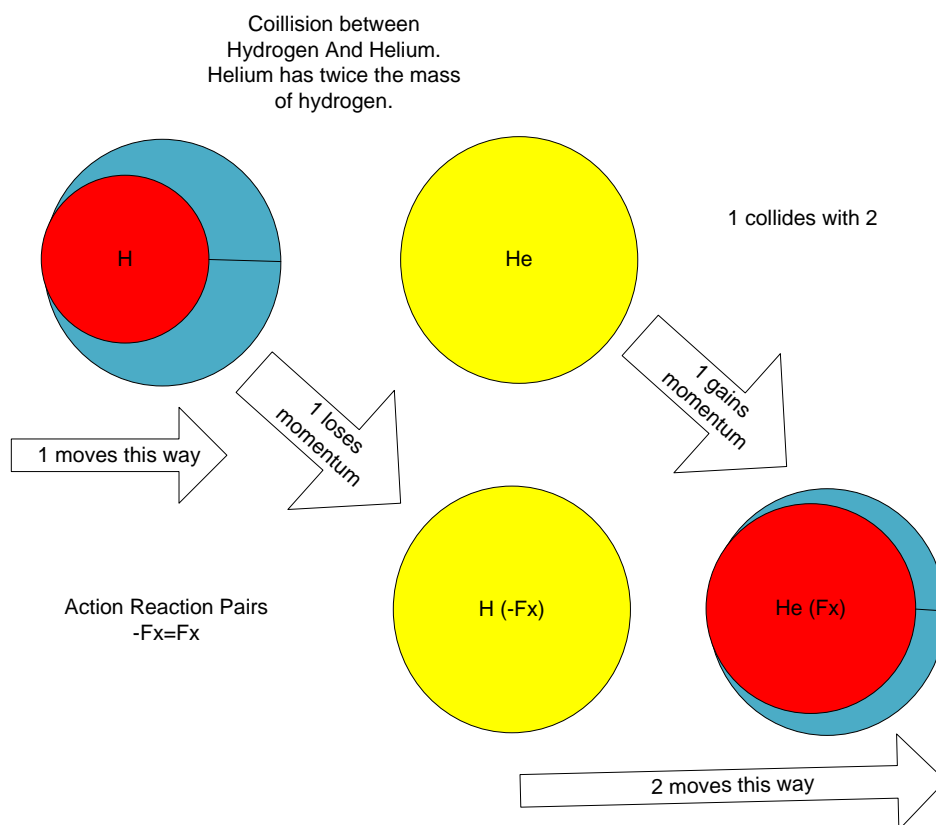 Coillision between
Hydrogen And Helium.
Helium has twice the mass
of hydrogen.
H
He
1 collides with 2
1 loses
momentum
1 gains
momentum
1 moves this way
Action Reaction Pairs
-Fx=Fx
H (-Fx)
He (Fx)
2 moves this way